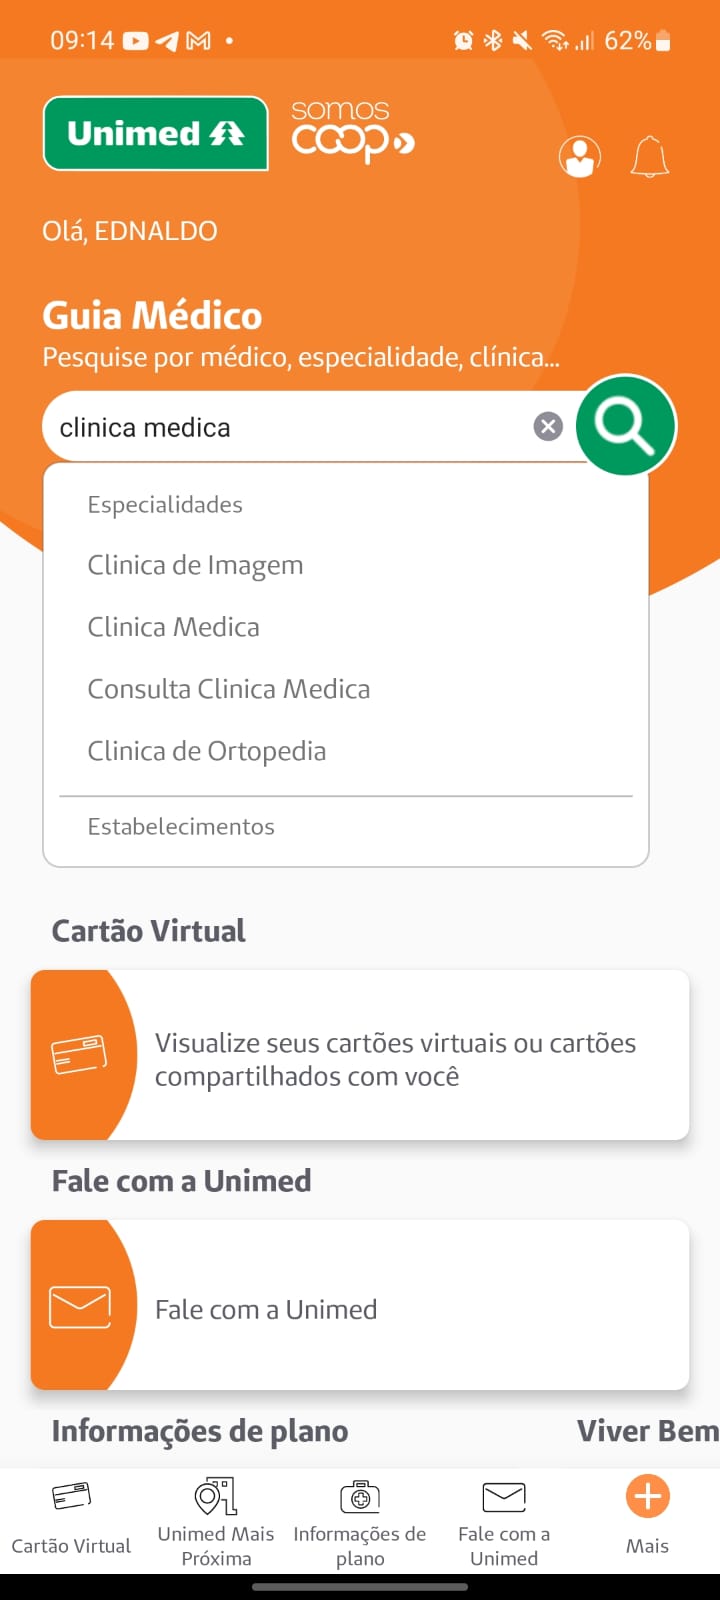 09:14
62%
Unimed
somos
coop
Olá, EDNALDO
Guia Médico
Pesquise por médico, especialidade, clínica...
clinica medica
Especialidades
Clinica de Imagem
Clinica Medica
Consulta Clinica Medica
Clinica de Ortopedia
Estabelecimentos
Cartão Virtual
Visualize seus cartões virtuais ou cartões
compartilhados com você
Fale com a Unimed
Fale com a Unimed
Informações de plano
Viver Bem
Cartão Virtual
Unimed Mais
Próxima
Informações de
plano
Fale com a
Unimed
Mais